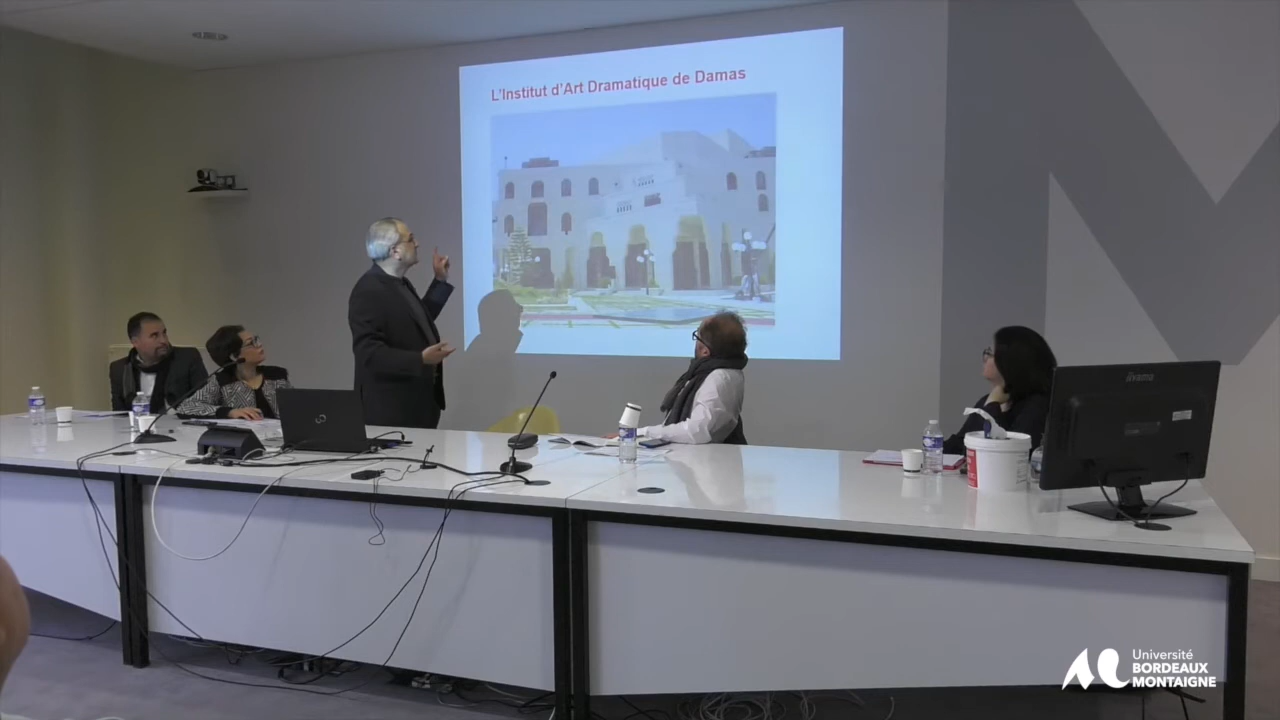 L'Institut d'Art Dramatique de Damas
iiyama
Université
BORDEAUX
MONTAIGNE